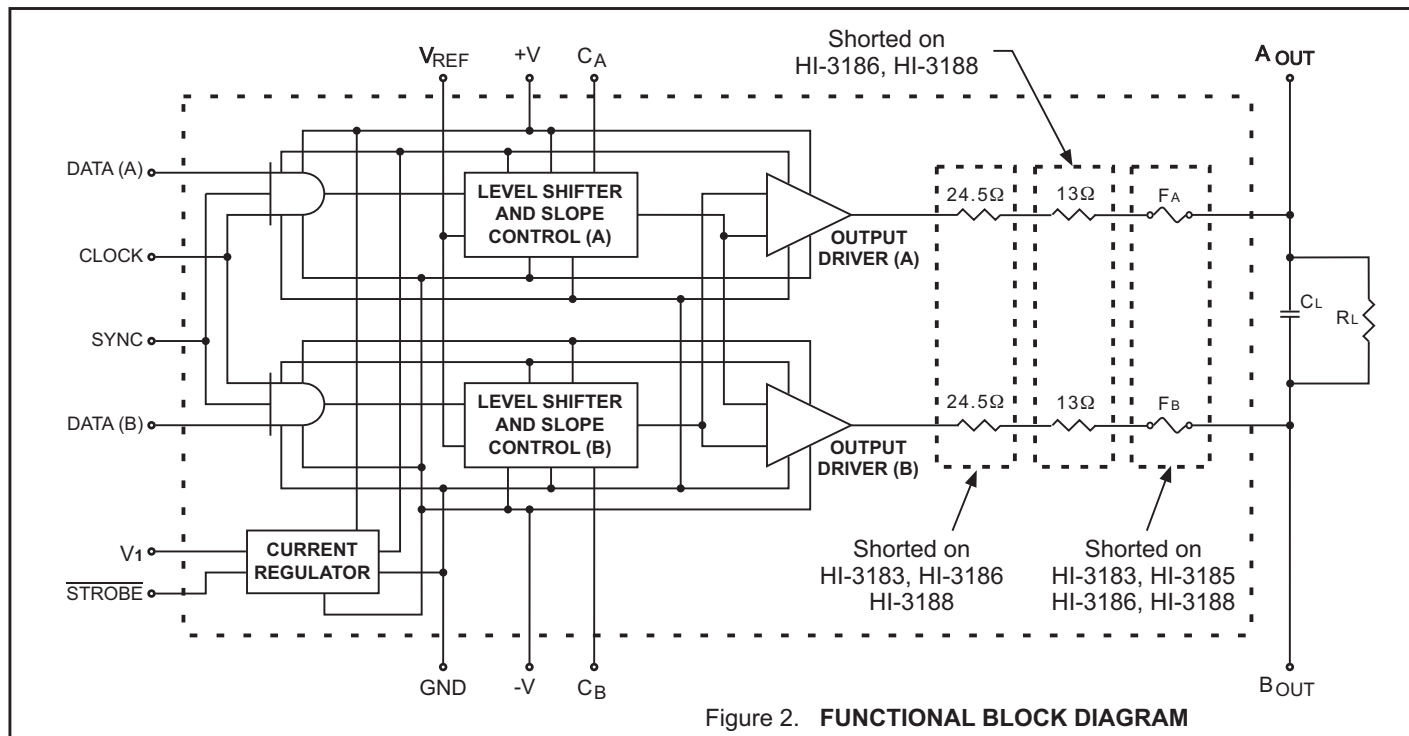 Shorted on
HI-3186, HI-3188
VREF
+V
CA
A OUT
DATA (A)
CLOCK
SYNC
DATA (B)
LEVEL SHIFTER
AND SLOPE
CONTROL (A)
OUTPUT
DRIVER (A)
24.5Ω
13Ω
FA
CL
RL
LEVEL SHIFTER
AND SLOPE
CONTROL (B)
OUTPUT
DRIVER (B)
24.5Ω
13Ω
FB
V1
STROBE
CURRENT
REGULATOR
Shorted on
HI-3183, HI-3186
HI-3188
Shorted on
HI-3183, HI-3185
HI-3186, HI-3188
GND
-V
CB
BOUT
Figure 2. FUNCTIONAL BLOCK DIAGRAM